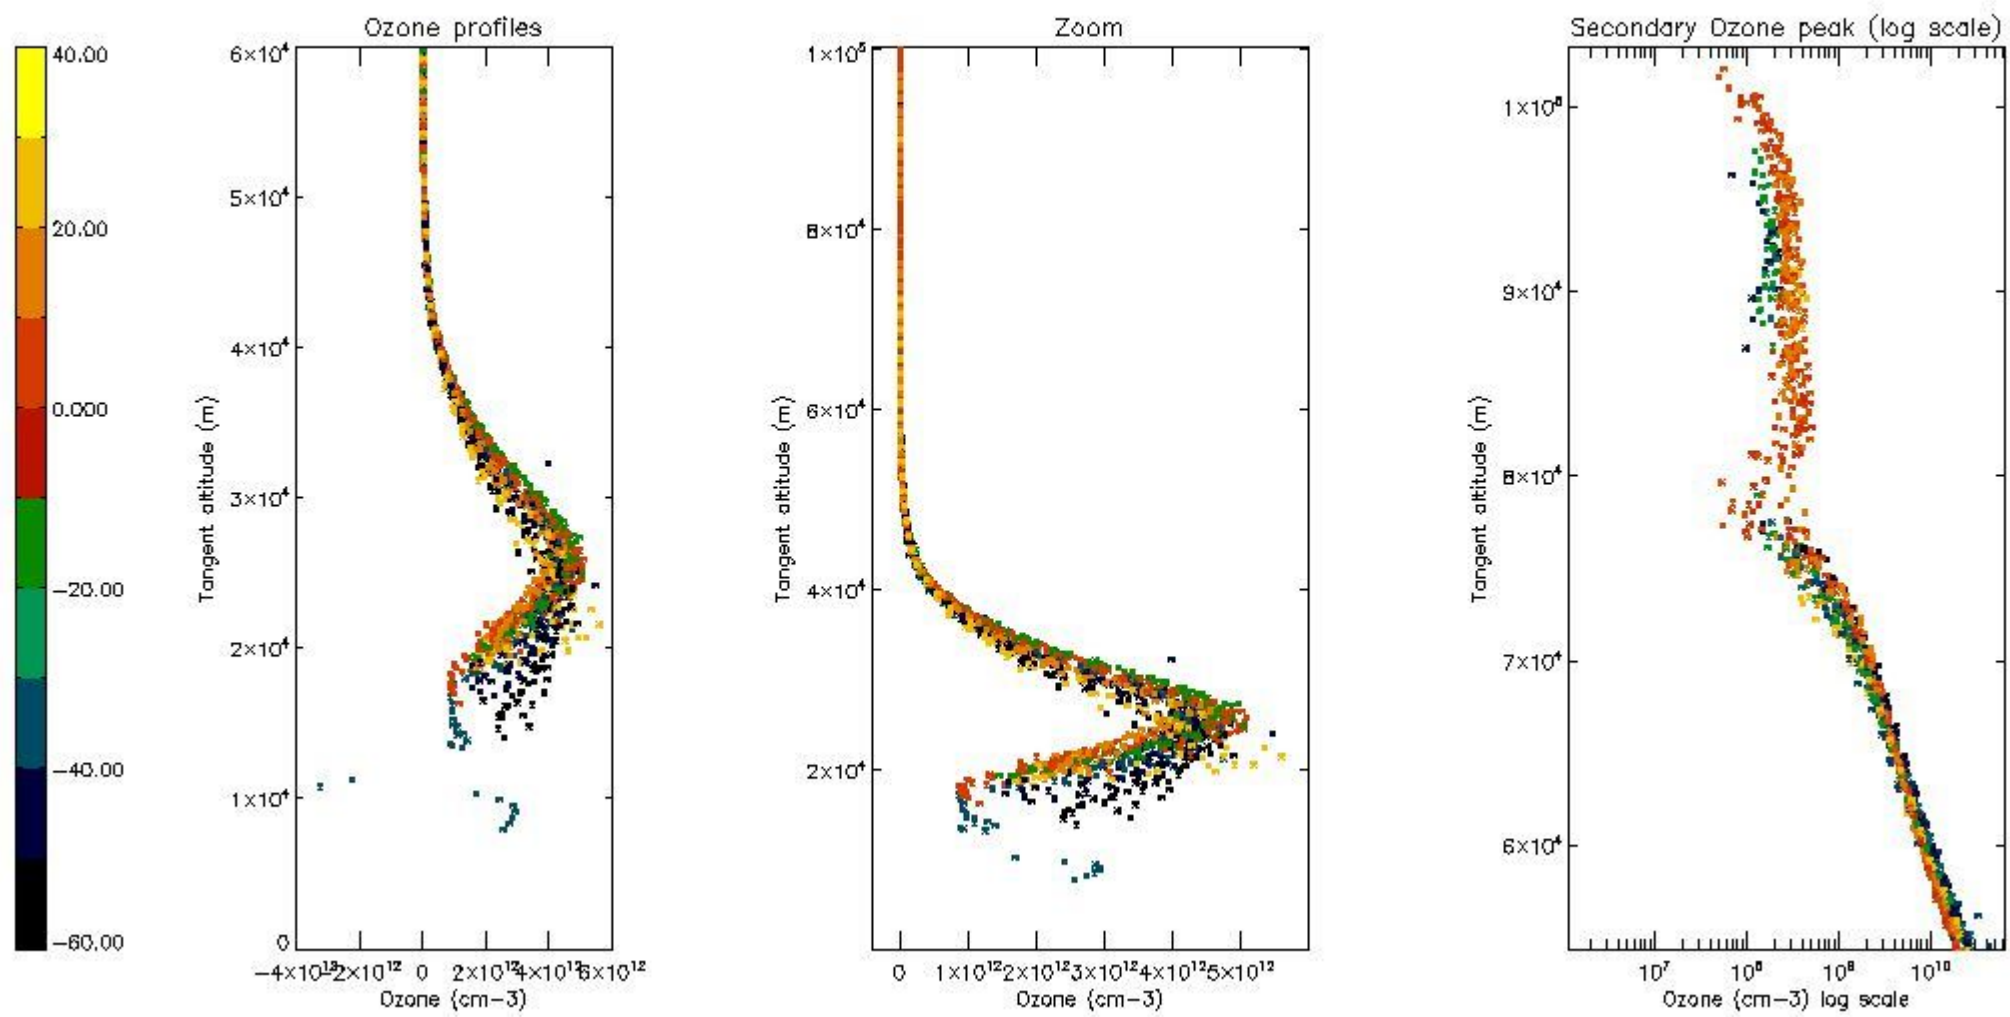 Ozone profiles
Zoom
Secondary Ozone peak (log scale)
40.00
20.00
0.000
−20.00
−40.00
−60.00
6×10⁴
5×10⁴
4×10⁴
3×10⁴
2×10⁴
1×10⁴
0
Tangent altitude (m)
−2×10¹² 0 2×10¹² 4×10¹² 6×10¹²
Ozone (cm−3)
1×10⁵
8×10⁴
6×10⁴
4×10⁴
2×10⁴
Tangent altitude (m)
0 1×10¹² 2×10¹² 3×10¹² 4×10¹² 5×10¹²
Ozone (cm−3)
9×10⁴
8×10⁴
7×10⁴
6×10⁴
Tangent altitude (m)
10⁷ 10⁸ 10⁹ 10¹⁰
Ozone (cm−3) log scale